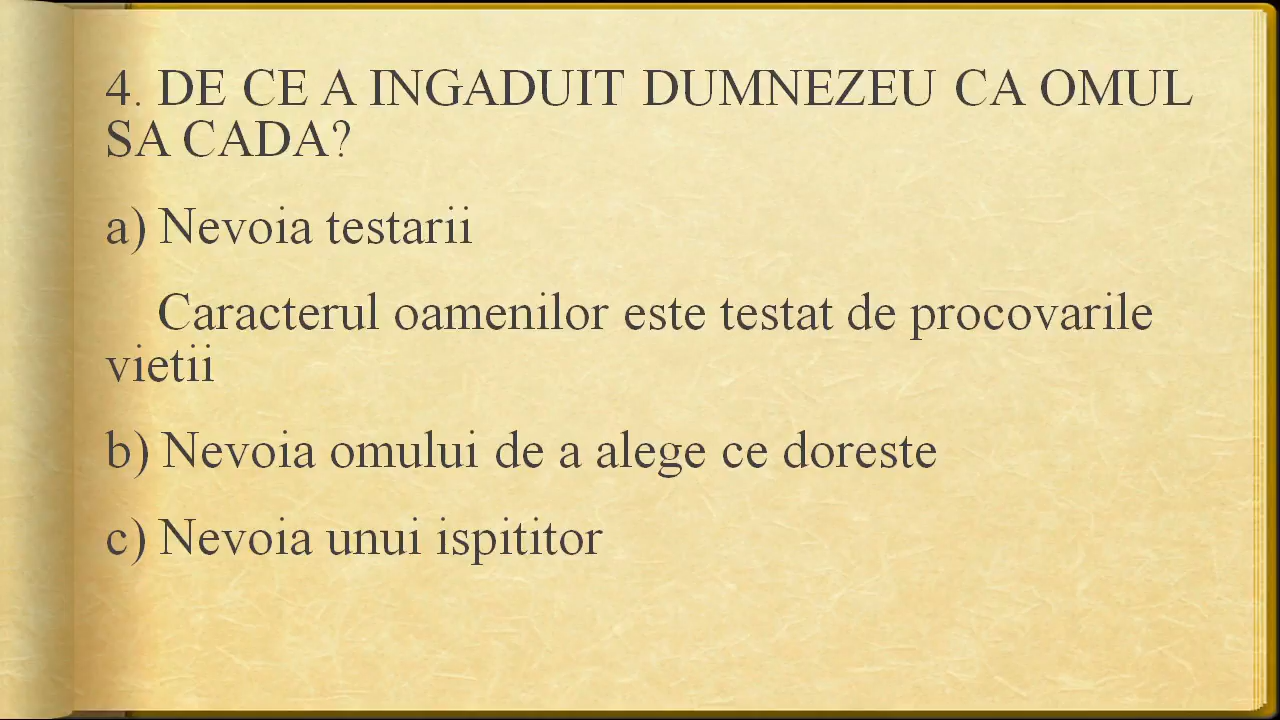 4. DE CE A INGADUIT DUMNEZEU CA OMUL
SA CADA?
a) Nevoia testarii
Caracterul oamenilor este testat de procovarile
vietii
b) Nevoia omului de a alege ce doreste
c) Nevoia unui ispititor